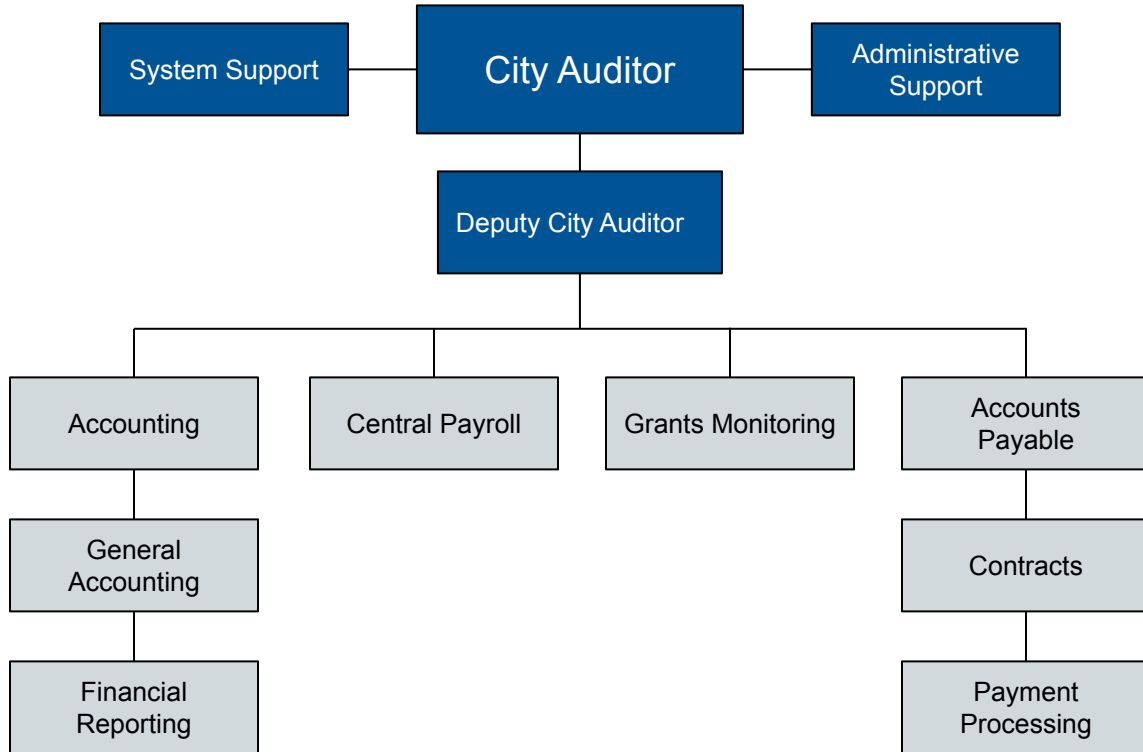 System Support
City Auditor
Administrative
Support
Deputy City Auditor
Accounting
Central Payroll
Grants Monitoring
Accounts
Payable
General
Accounting
Contracts
Financial
Reporting
Payment
Processing